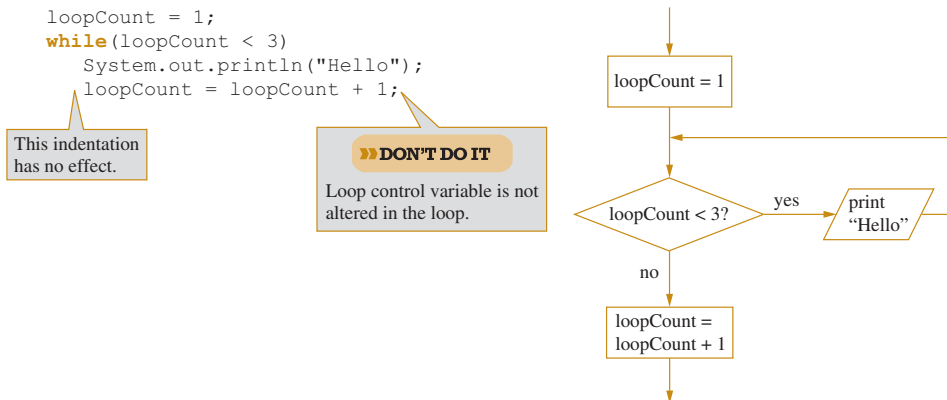 loopCount = 1;
while(loopCount < 3)
System.out.println("Hello");
loopCount = loopCount + 1;
This indentation
has no effect.
»» DON'T DO IT
Loop control variable is not
altered in the loop.
loopCount = 1
loopCount < 3?
yes
print
“Hello”
no
loopCount =
loopCount + 1